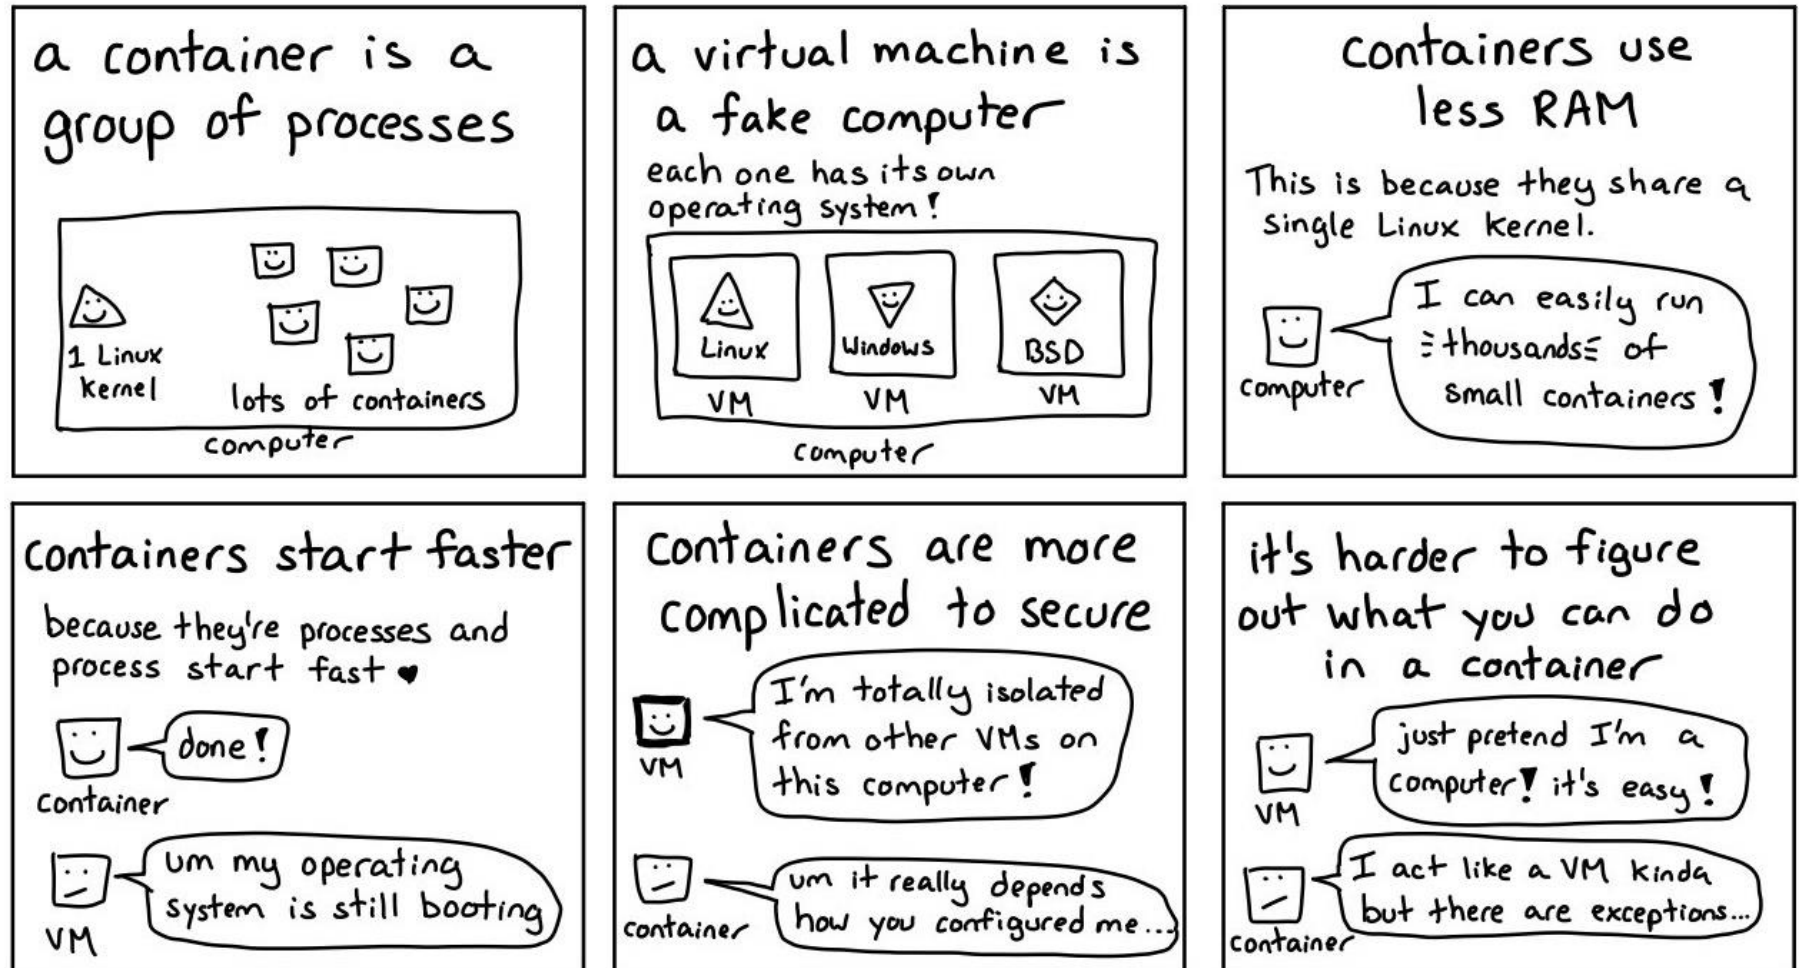 a container is a
group of processes
1 Linux
kernel
lots of containers
computer
a virtual machine is
a fake computer
each one has its own
operating system!
Linux
VM
Windows
VM
BSD
VM
computer
containers use
less RAM
This is because they share a
single Linux kernel.
computer
I can easily run
thousands of
small containers!
containers start faster
because they're processes and
process start fast ♥
container
done!
VM
um my operating
system is still booting
containers are more
complicated to secure
VM
I'm totally isolated
from other VMs on
this computer!
container
um it really depends
how you configured me...
it's harder to figure
out what you can do
in a container
VM
just pretend I'm a
computer! it's easy!
container
I act like a VM kinda
but there are exceptions...